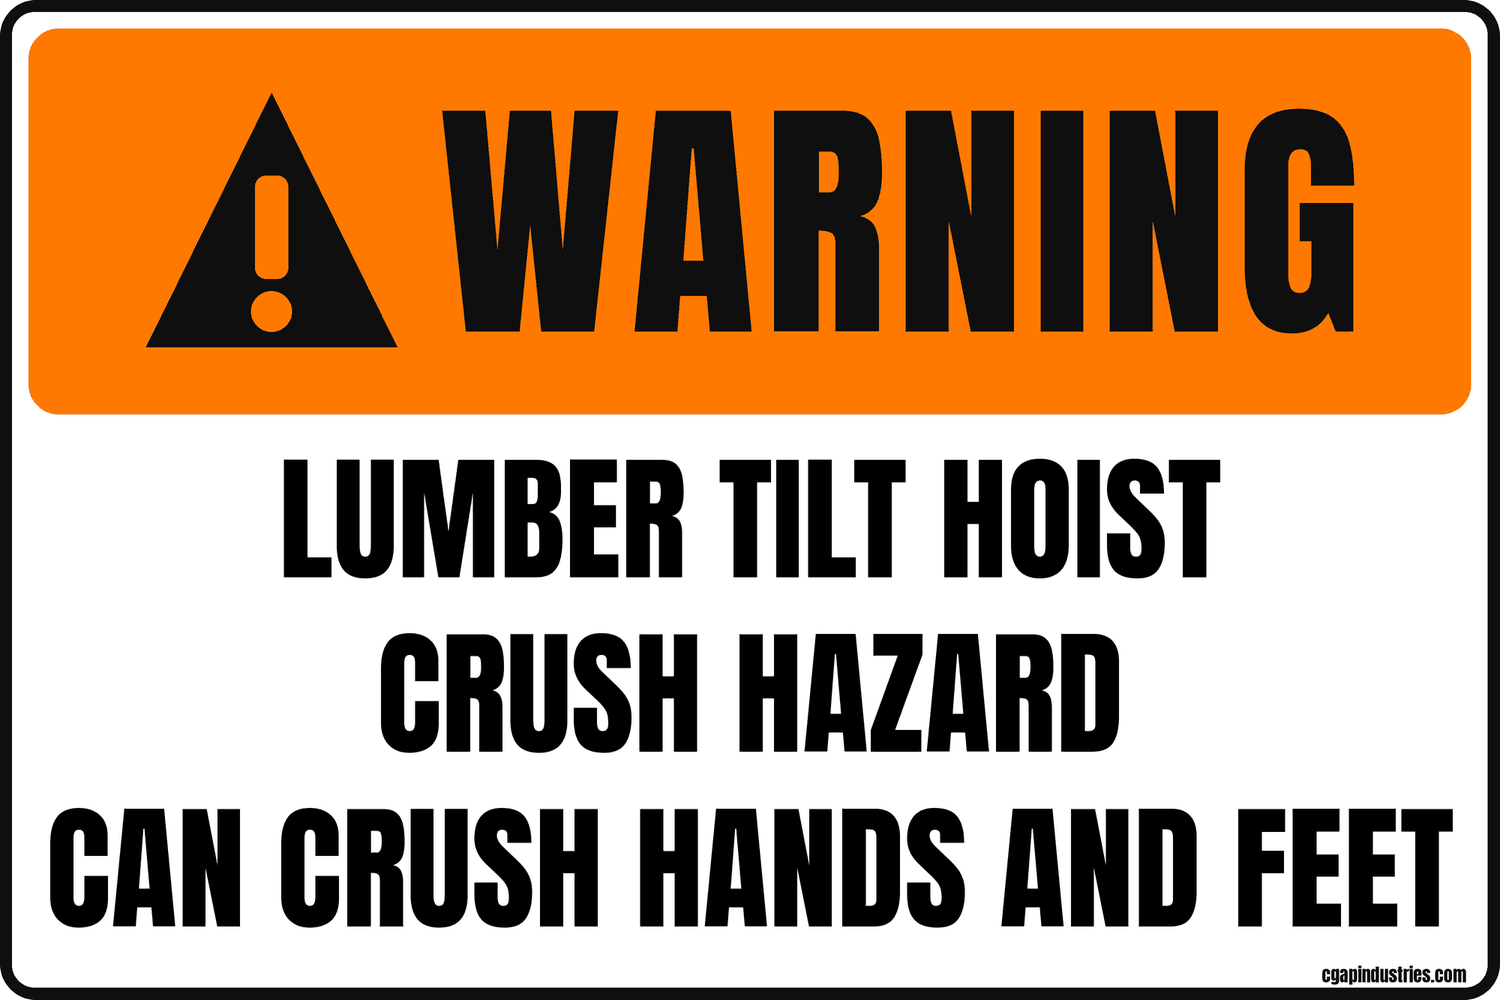 WARNING
LUMBER TILT HOIST
CRUSH HAZARD
CAN CRUSH HANDS AND FEET
cgapindustries.com